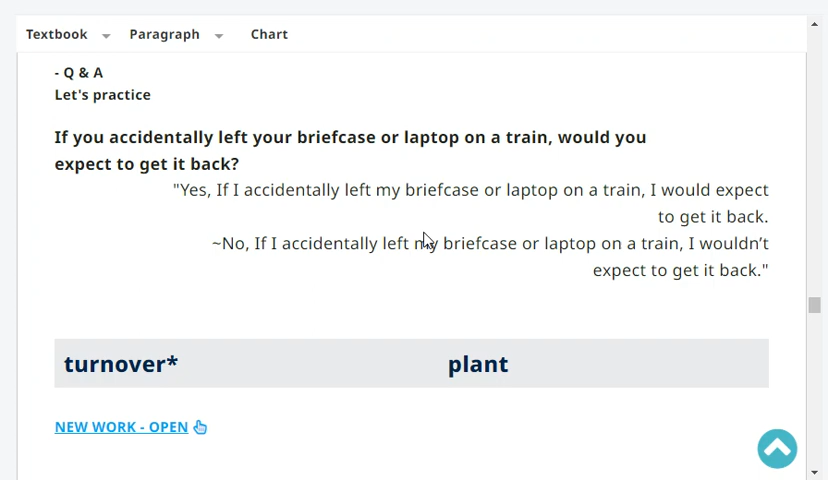 Textbook Paragraph Chart
- Q & A
Let's practice
If you accidentally left your briefcase or laptop on a train, would you
expect to get it back?
"Yes, If I accidentally left my briefcase or laptop on a train, I would expect
to get it back.
~No, If I accidentally left my briefcase or laptop on a train, I wouldn’t
expect to get it back."
turnover* plant
NEW WORK - OPEN